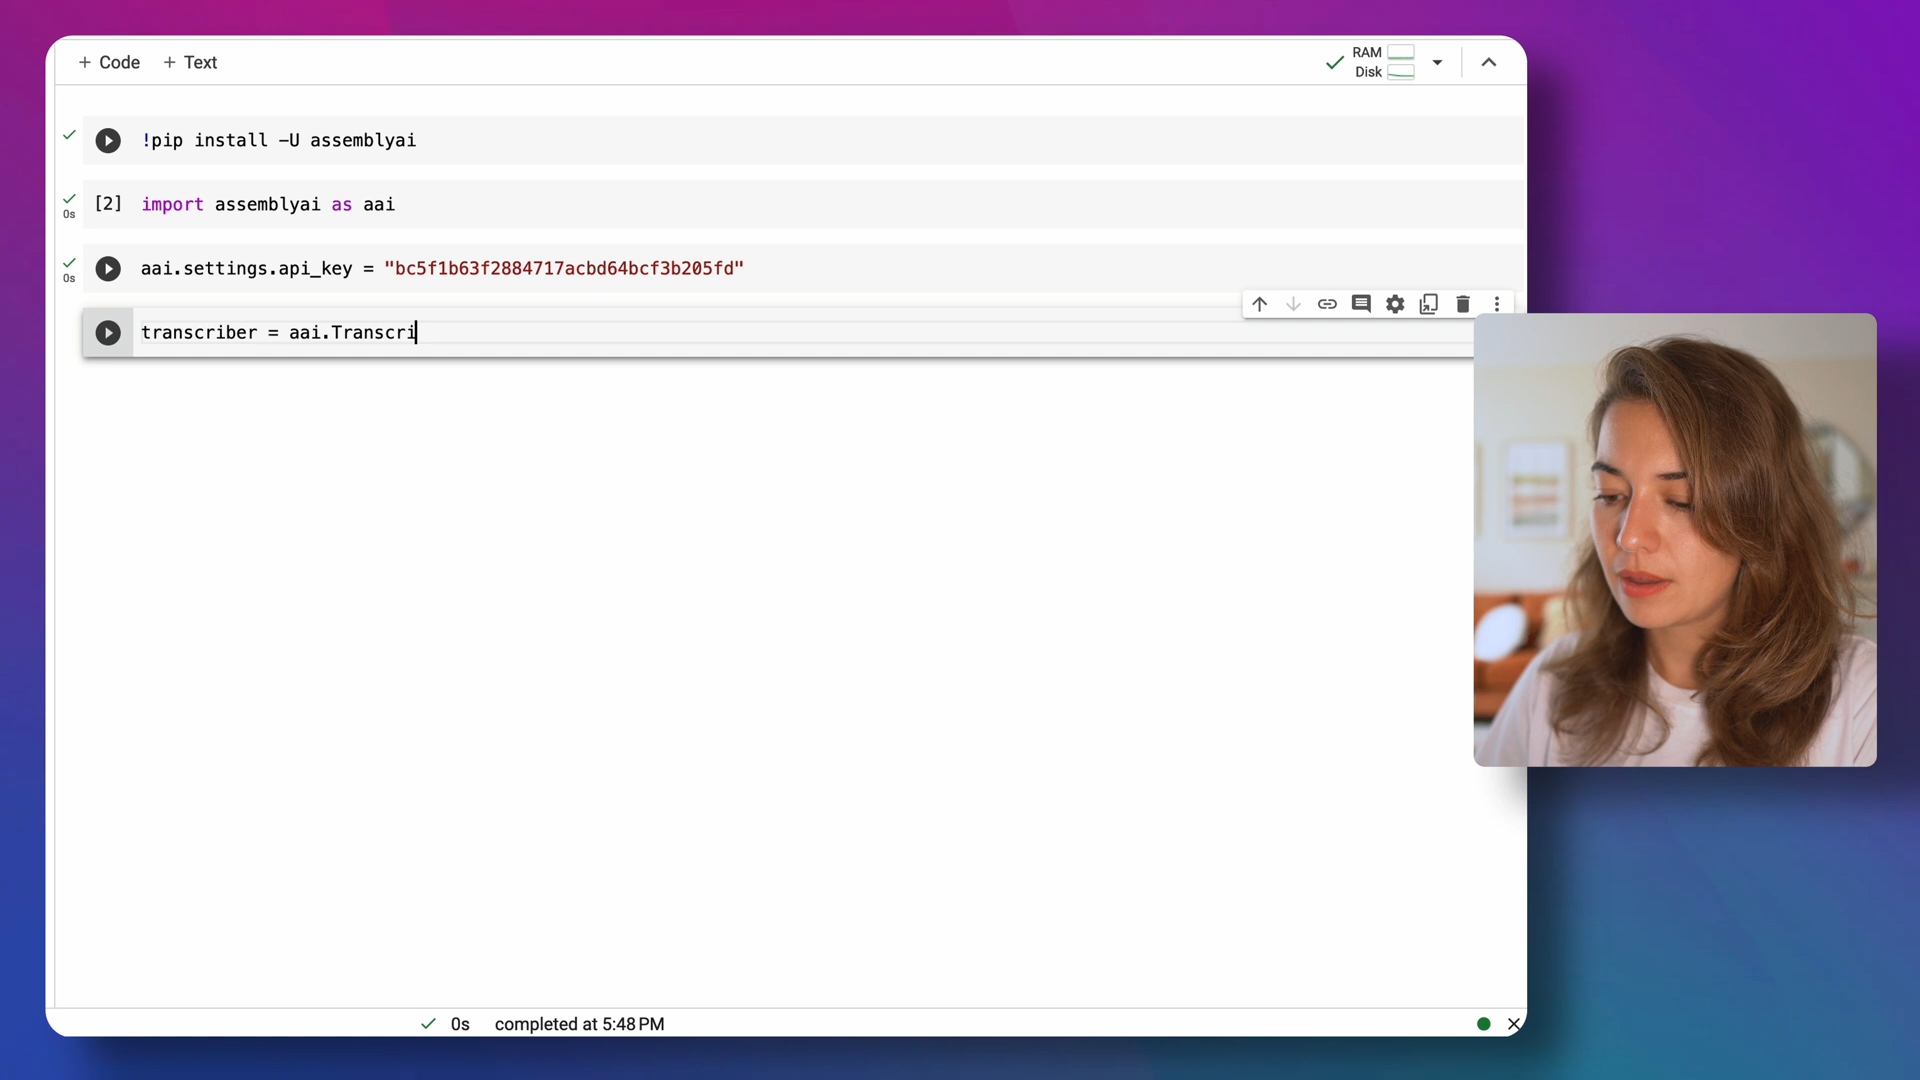 + Code + Text
RAM
Disk
!pip install -U assemblyai
[2] import assemblyai as aai
0s
aai.settings.api_key = "bc5f1b63f2884717acbd64bcf3b205fd"
0s
transcriber = aai.Transcri
0s completed at 5:48 PM